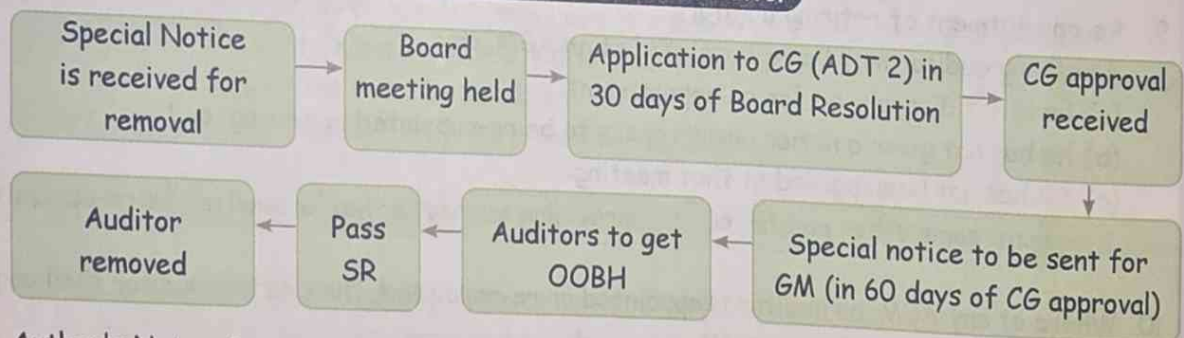 Special Notice
is received for
removal
Board
meeting held
Application to CG (ADT 2) in
30 days of Board Resolution
CG approval
received
Special notice to be sent for
GM (in 60 days of CG approval)
Auditors to get
OOBH
Pass
SR
Auditor
removed